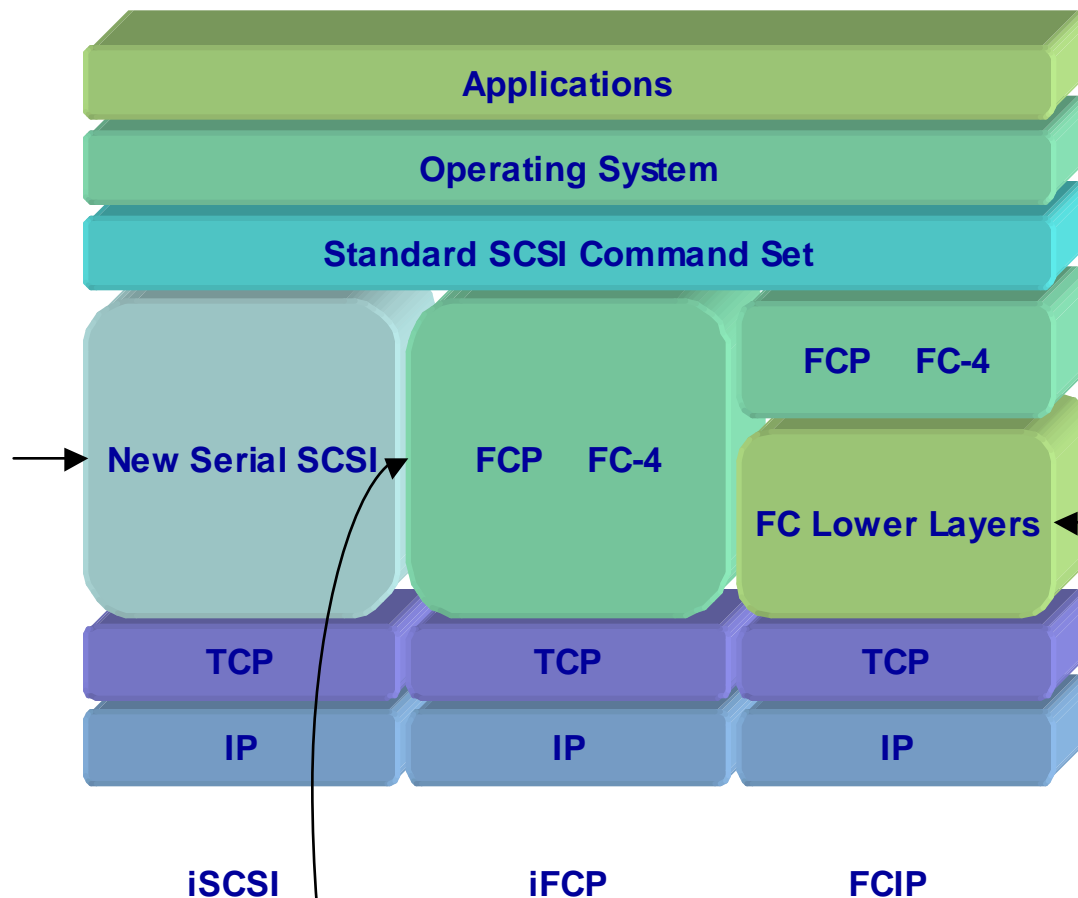 Applications
Operating System
Standard SCSI Command Set
FCP FC-4
New Serial SCSI
FCP FC-4
FC Lower Layers
TCP TCP TCP
IP IP IP
iSCSI iFCP FCIP